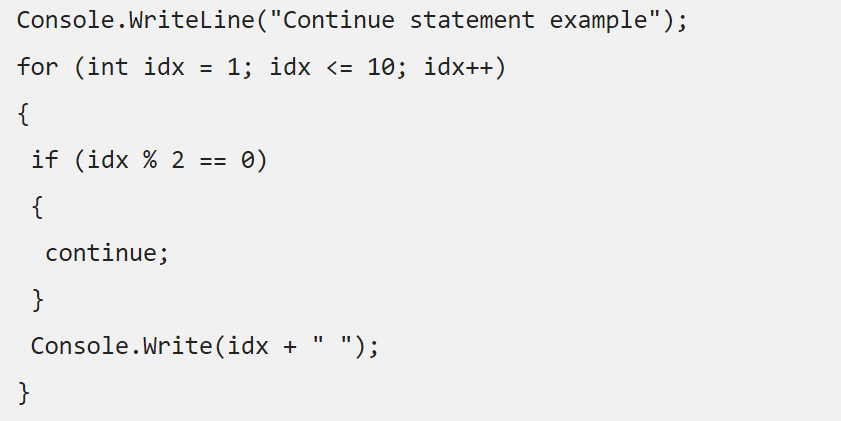 Console.WriteLine("Continue statement example");
for (int idx = 1; idx <= 10; idx++)
{
 if (idx % 2 == 0)
 {
  continue;
 }
 Console.Write(idx + " ");
}